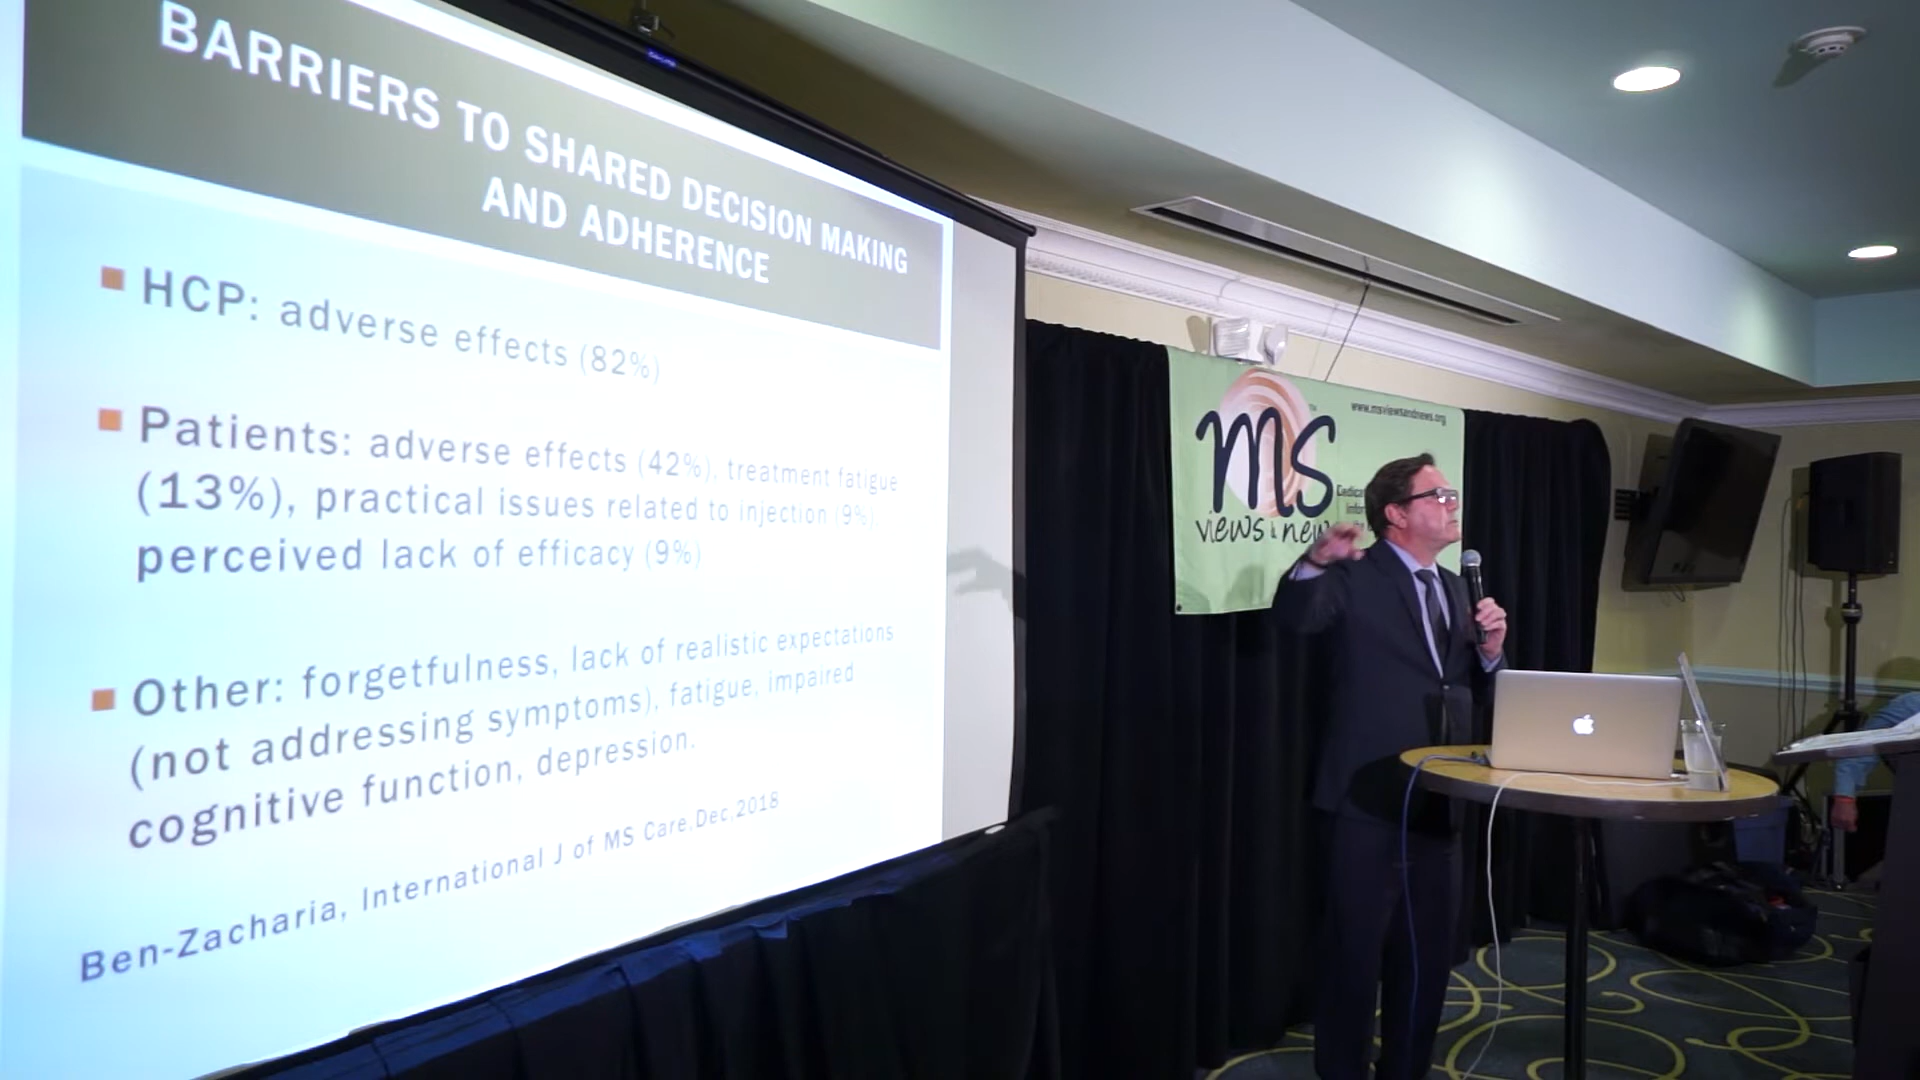 BARRIERS TO SHARED DECISION MAKING
AND ADHERENCE
HCP: adverse effects (82%)
Patients: adverse effects (42%), treatment fatigue
(13%), practical issues related to injection (9%),
perceived lack of efficacy (9%)
Other: forgetfulness, lack of realistic expectations
(not addressing symptoms), fatigue, impaired
cognitive function, depression.
Ben-Zacharia, International J of MS Care.Dec,2018
www.msviewsandnews.org
MS
views & news